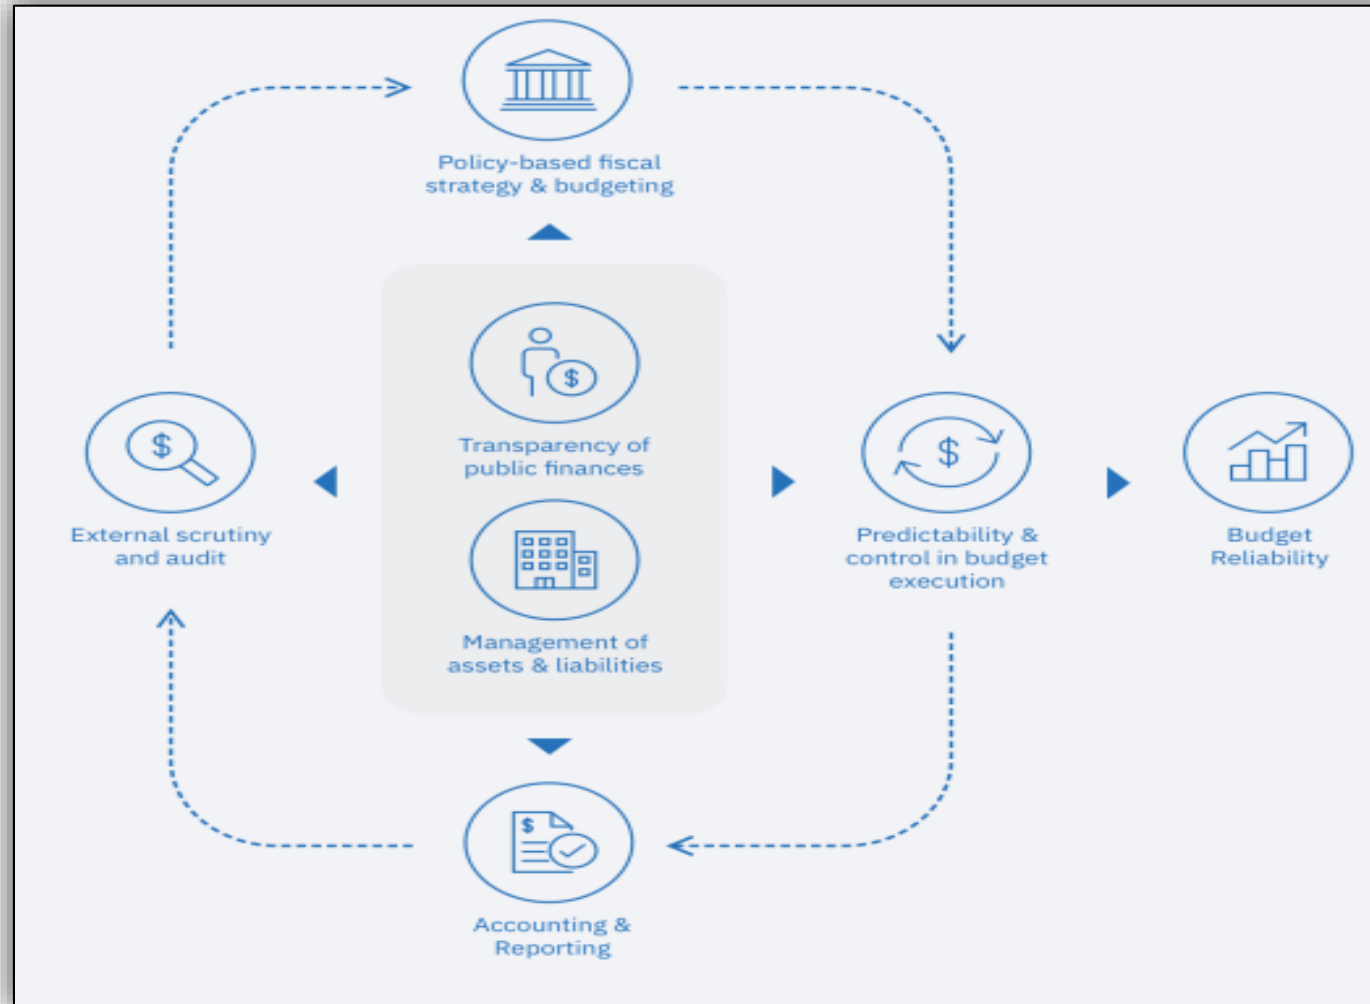 Policy-based fiscal
strategy & budgeting
$
Transparency of
public finances
$
External scrutiny
and audit
$
Predictability &
control in budget
execution
Budget
Reliability
Management of
assets & liabilities
$
Accounting &
Reporting